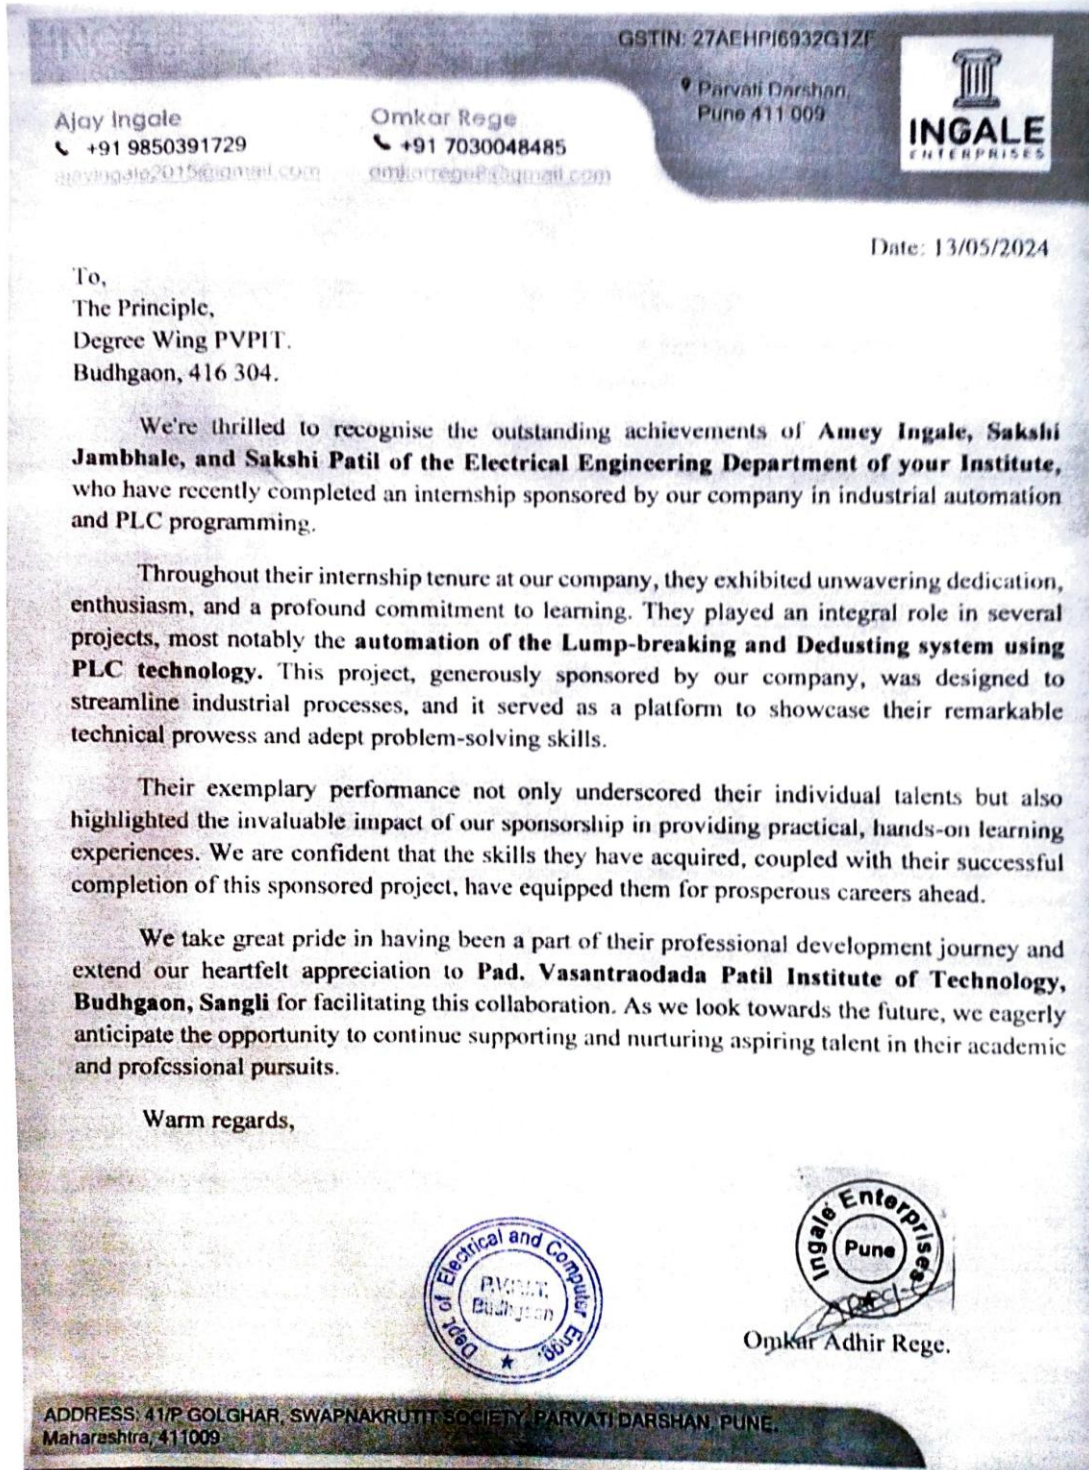 GSTIN: 27AEHPI6932G1ZF
Parvati Darshan,
Pune 411 009
INGALE
ENTERPRISES
Ajay Ingale
+91 9850391729
ajayingale2015@gmail.com
Omkar Rege
+91 7030048485
Date: 13/05/2024
To,
The Principle,
Degree Wing PVPIT.
Budhgaon, 416 304.
We're thrilled to recognise the outstanding achievements of Amey Ingale, Sakshi
Jambhale, and Sakshi Patil of the Electrical Engineering Department of your Institute,
who have recently completed an internship sponsored by our company in industrial automation
and PLC programming.
Throughout their internship tenure at our company, they exhibited unwavering dedication,
enthusiasm, and a profound commitment to learning. They played an integral role in several
projects, most notably the automation of the Lump-breaking and Dedusting system using
PLC technology. This project, generously sponsored by our company, was designed to
streamline industrial processes, and it served as a platform to showcase their remarkable
technical prowess and adept problem-solving skills.
Their exemplary performance not only underscored their individual talents but also
highlighted the invaluable impact of our sponsorship in providing practical, hands-on learning
experiences. We are confident that the skills they have acquired, coupled with their successful
completion of this sponsored project, have equipped them for prosperous careers ahead.
We take great pride in having been a part of their professional development journey and
extend our heartfelt appreciation to Pad. Vasantraodada Patil Institute of Technology,
Budhgaon, Sangli for facilitating this collaboration. As we look towards the future, we eagerly
anticipate the opportunity to continue supporting and nurturing aspiring talent in their academic
and professional pursuits.
Warm regards,
Dept of Electrical and Computer Engg.
P.V.P.I.T.
Budhgaon
Ingale Enterprises
Pune
Omkar Adhir Rege.
ADDRESS: 41/P GOLGHAR, SWAPNAKRUTIT SOCIETY, PARVATI DARSHAN, PUNE.
Maharashtra, 411009